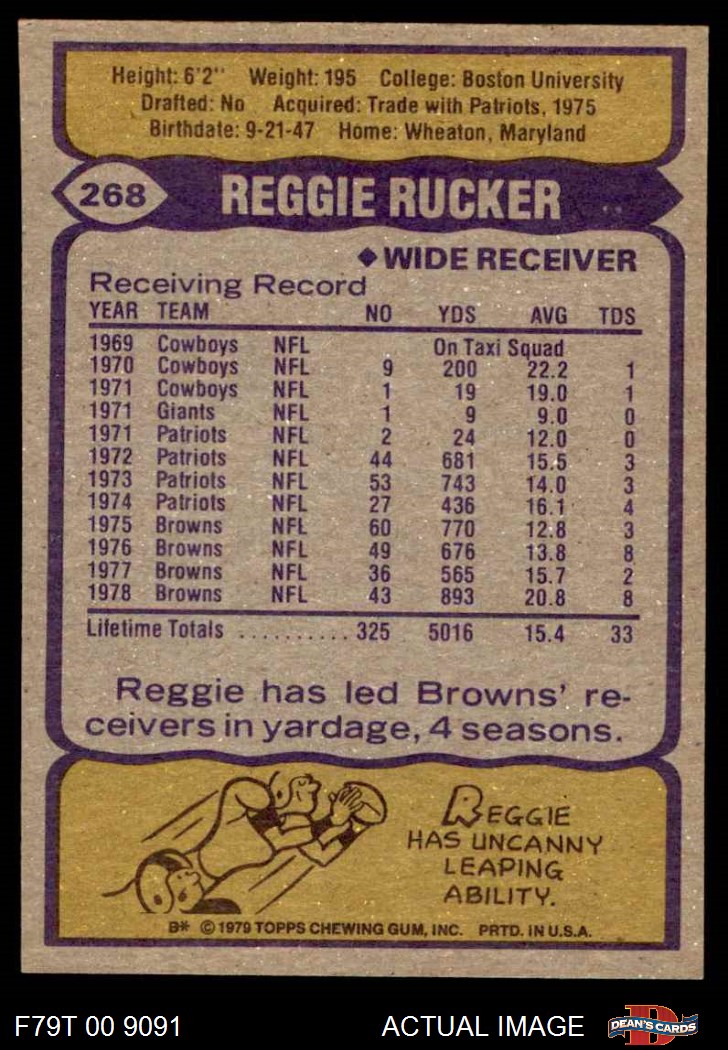 Height: 6'2" Weight: 195 College: Boston University
Drafted: No Acquired: Trade with Patriots, 1975
Birthdate: 9-21-47 Home: Wheaton, Maryland
268 REGGIE RUCKER
◆ WIDE RECEIVER
Receiving Record
YEAR TEAM NO YDS AVG TDS
1969 Cowboys NFL On Taxi Squad
1970 Cowboys NFL 9 200 22.2 1
1971 Cowboys NFL 1 19 19.0 1
1971 Giants NFL 1 9 9.0 0
1971 Patriots NFL 2 24 12.0 0
1972 Patriots NFL 44 681 15.5 3
1973 Patriots NFL 53 743 14.0 3
1974 Patriots NFL 27 436 16.1 4
1975 Browns NFL 60 770 12.8 3
1976 Browns NFL 49 676 13.8 8
1977 Browns NFL 36 565 15.7 2
1978 Browns NFL 43 893 20.8 8
Lifetime Totals .......... 325 5016 15.4 33
Reggie has led Browns' re-
ceivers in yardage, 4 seasons.
REGGIE
HAS UNCANNY
LEAPING
ABILITY.
B* © 1979 TOPPS CHEWING GUM, INC. PRTD. IN U.S.A.
F79T 00 9091 ACTUAL IMAGE D DEAN'S CARDS